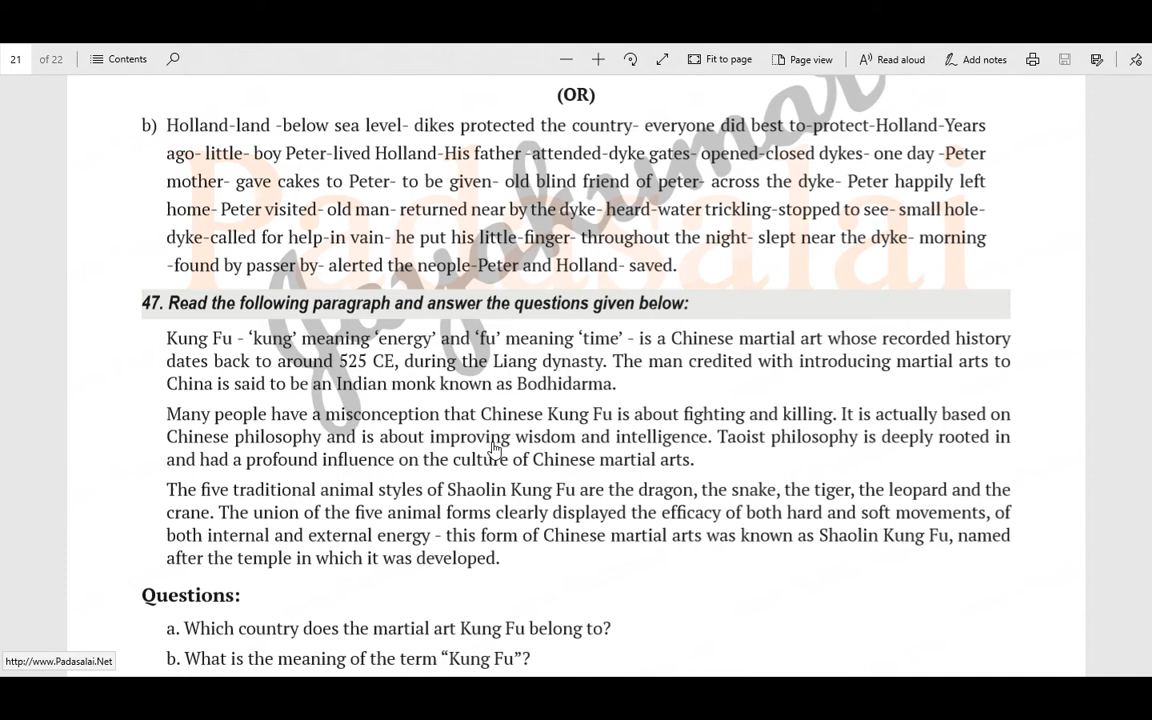 21 of 22 Contents Fit to page Page view Read aloud Add notes
(OR)
b) Holland-land -below sea level- dikes protected the country- everyone did best to-protect-Holland-Years
ago- little- boy Peter-lived Holland-His father -attended-dyke gates- opened-closed dykes- one day -Peter
mother- gave cakes to Peter- to be given- old blind friend of peter- across the dyke- Peter happily left
home- Peter visited- old man- returned near by the dyke- heard-water trickling-stopped to see- small hole-
dyke-called for help-in vain- he put his little-finger- throughout the night- slept near the dyke- morning
-found by passer by- alerted the neople-Peter and Holland- saved.
47. Read the following paragraph and answer the questions given below:
Kung Fu - ‘kung’ meaning ‘energy’ and ‘fu’ meaning ‘time’ - is a Chinese martial art whose recorded history
dates back to around 525 CE, during the Liang dynasty. The man credited with introducing martial arts to
China is said to be an Indian monk known as Bodhidarma.
Many people have a misconception that Chinese Kung Fu is about fighting and killing. It is actually based on
Chinese philosophy and is about improving wisdom and intelligence. Taoist philosophy is deeply rooted in
and had a profound influence on the culture of Chinese martial arts.
The five traditional animal styles of Shaolin Kung Fu are the dragon, the snake, the tiger, the leopard and the
crane. The union of the five animal forms clearly displayed the efficacy of both hard and soft movements, of
both internal and external energy - this form of Chinese martial arts was known as Shaolin Kung Fu, named
after the temple in which it was developed.
Questions:
a. Which country does the martial art Kung Fu belong to?
b. What is the meaning of the term “Kung Fu”?
http://www.Padasalai.Net
Padasalai
Jayakumar